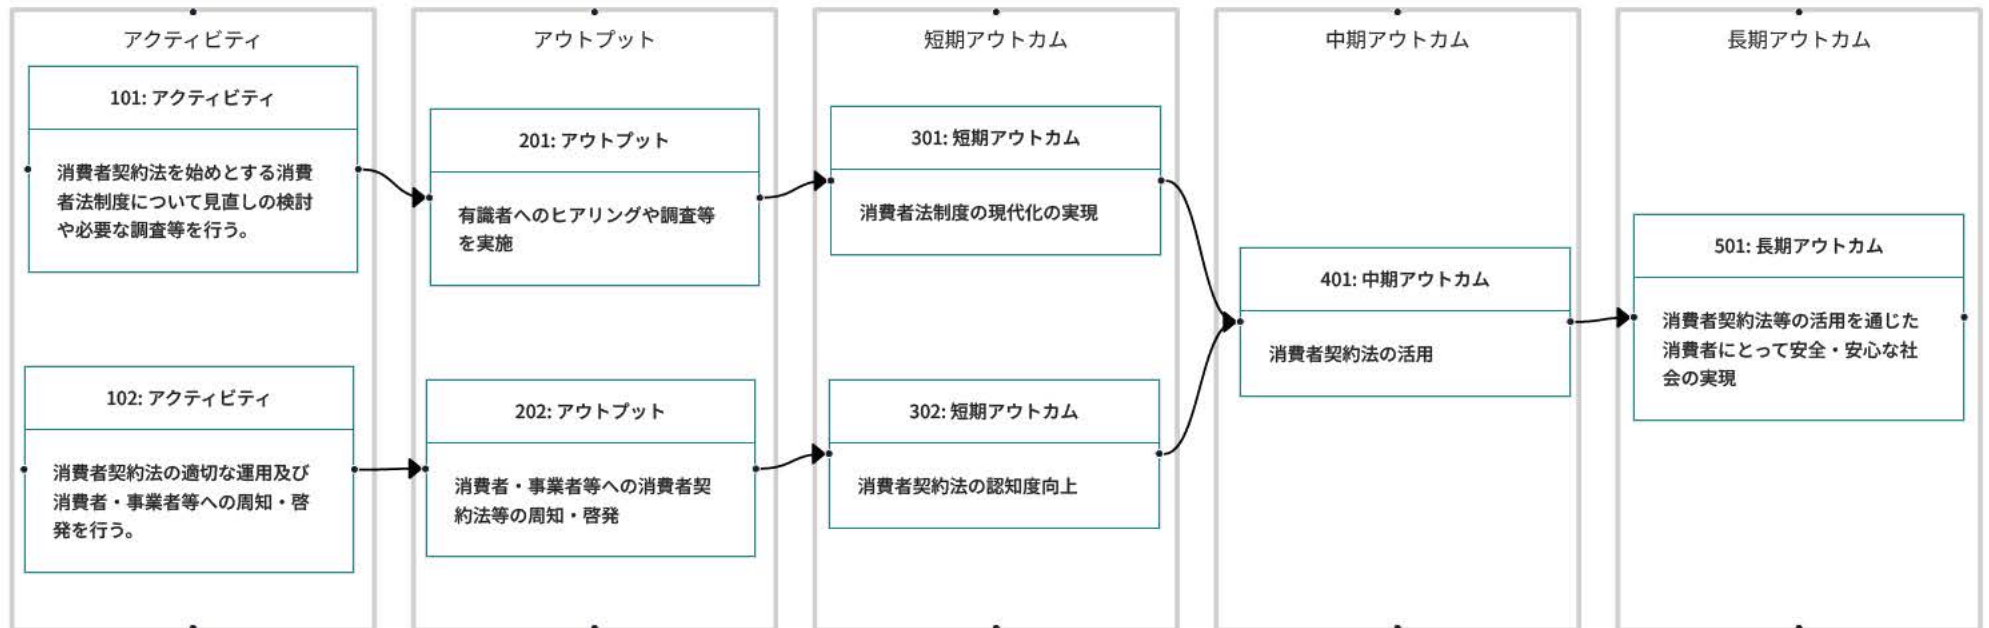 アクティビティ
101: アクティビティ
消費者契約法を始めとする消費
者法制度について見直しの検討
や必要な調査等を行う。
102: アクティビティ
消費者契約法の適切な運用及び
消費者・事業者等への周知・啓
発を行う。
アウトプット
201: アウトプット
有識者へのヒアリングや調査等
を実施
202: アウトプット
消費者・事業者等への消費者契
約法等の周知・啓発
短期アウトカム
301: 短期アウトカム
消費者法制度の現代化の実現
302: 短期アウトカム
消費者契約法の認知度向上
中期アウトカム
401: 中期アウトカム
消費者契約法の活用
長期アウトカム
501: 長期アウトカム
消費者契約法等の活用を通じた
消費者にとって安全・安心な社
会の実現